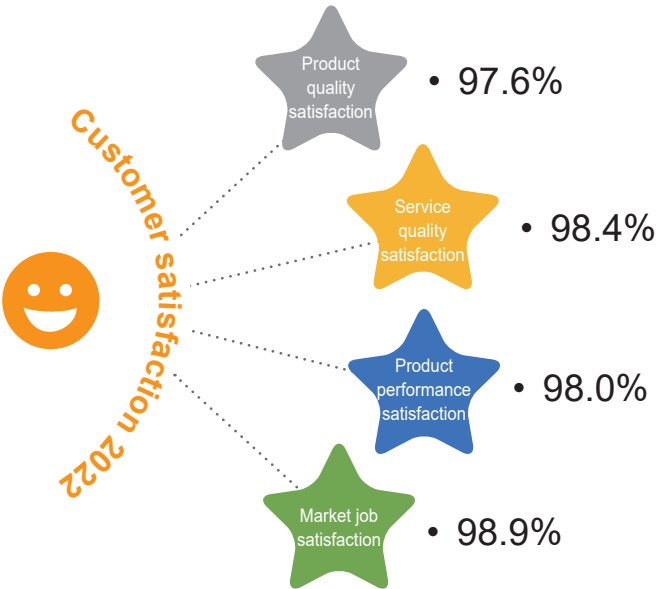 Customer satisfaction 2022
Product
quality
satisfaction
• 97.6%
Service
quality
satisfaction
• 98.4%
Product
performance
satisfaction
• 98.0%
Market job
satisfaction
• 98.9%